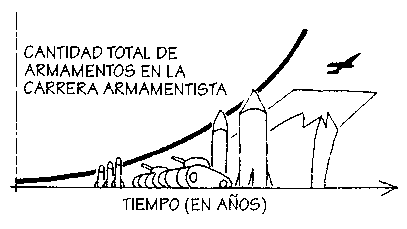 CANTIDAD TOTAL DE
ARMAMENTOS EN LA
CARRERA ARMAMENTISTA
TIEMPO (EN AÑOS)